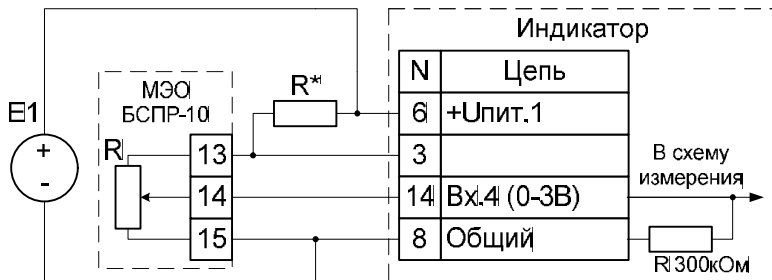 Индикатор
N Цепь
6 +Uпит.1
3
14 Вх.4 (0-3В)
8 Общий
В схему
измерения
R 300кОм
R*
МЭО
БСПР-10
R
13
14
15
E1
+
-